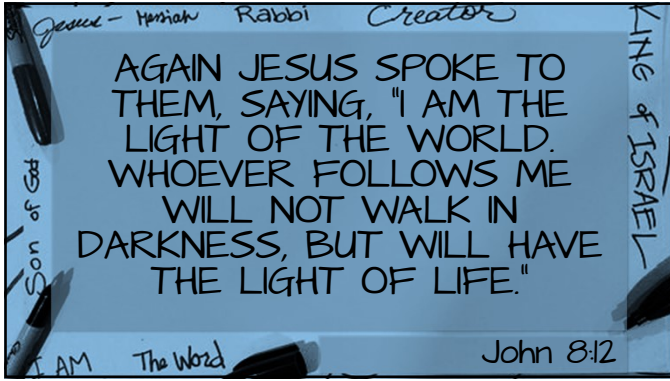 Jesus - Messiah Rabbi Creator
KING of ISRAEL
AGAIN JESUS SPOKE TO
THEM, SAYING, "I AM THE
LIGHT OF THE WORLD.
WHOEVER FOLLOWS ME
WILL NOT WALK IN
DARKNESS, BUT WILL HAVE
THE LIGHT OF LIFE."
Son of God
I AM The Word
John 8:12